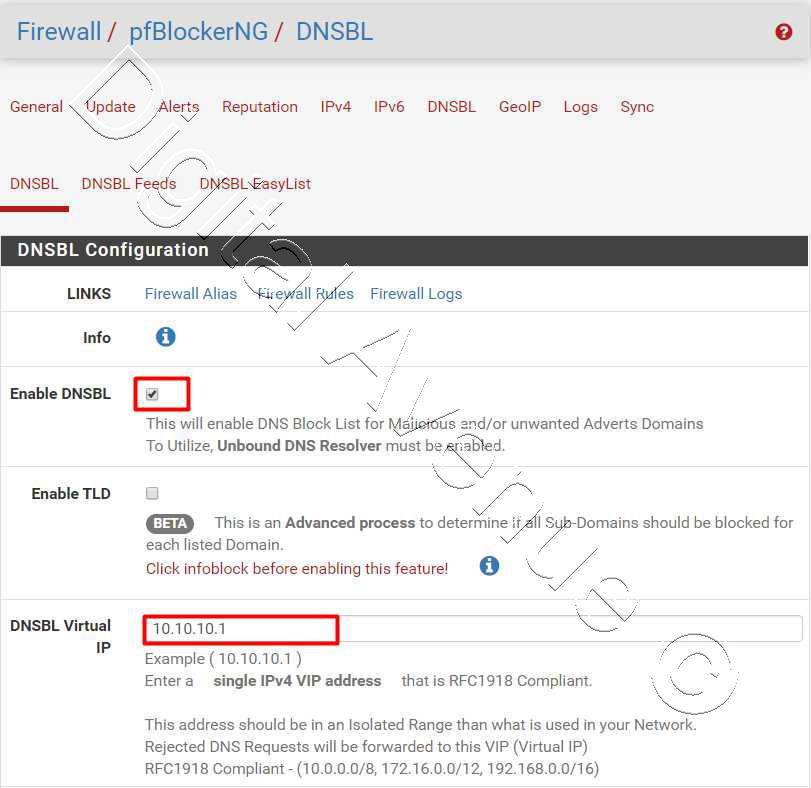 Firewall / pfBlockerNG / DNSBL
General Update Alerts Reputation IPv4 IPv6 DNSBL GeoIP Logs Sync
DNSBL DNSBL Feeds DNSBL EasyList
DNSBL Configuration
LINKS Firewall Alias Firewall Rules Firewall Logs
Info
Enable DNSBL
This will enable DNS Block List for Malicious and/or unwanted Adverts Domains
To Utilize, Unbound DNS Resolver must be enabled.
Enable TLD
BETA This is an Advanced process to determine if all Sub-Domains should be blocked for
each listed Domain.
Click infoblock before enabling this feature!
DNSBL Virtual IP
10.10.10.1
Example ( 10.10.10.1 )
Enter a single IPv4 VIP address that is RFC1918 Compliant.
This address should be in an Isolated Range than what is used in your Network.
Rejected DNS Requests will be forwarded to this VIP (Virtual IP)
RFC1918 Compliant - (10.0.0.0/8, 172.16.0.0/12, 192.168.0.0/16)
Digital Avenue ©